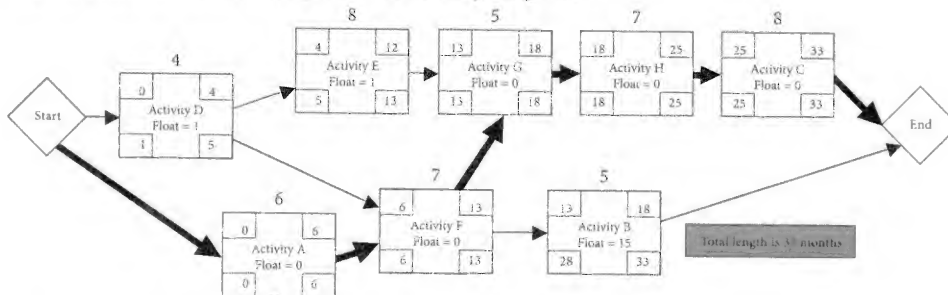 8
5
7
8
4
4 12
Activity E
Float = 1
5 13
13 18
Activity G
Float = 0
13 18
18 25
Activity H
Float = 0
18 25
25 33
Activity C
Float = 0
25 33
Start
0 4
Activity D
Float = 1
1 5
End
6
7
5
0 6
Activity A
Float = 0
0 6
6 13
Activity F
Float = 0
6 13
13 18
Activity B
Float = 15
28 33
Total length is 33 months